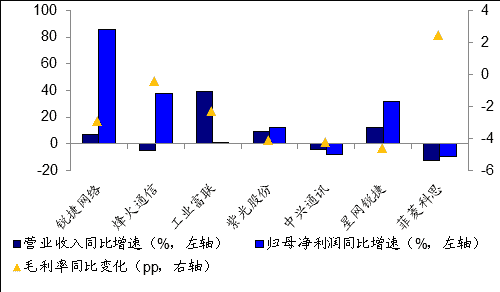 100
80
60
40
20
0
-20
4
2
0
-2
-4
-6
锐捷网络
烽火通信
工业富联
紫光股份
中兴通讯
星网锐捷
菲菱科思
营业收入同比增速（%，左轴）
归母净利润同比增速（%，左轴）
毛利率同比变化（pp，右轴）